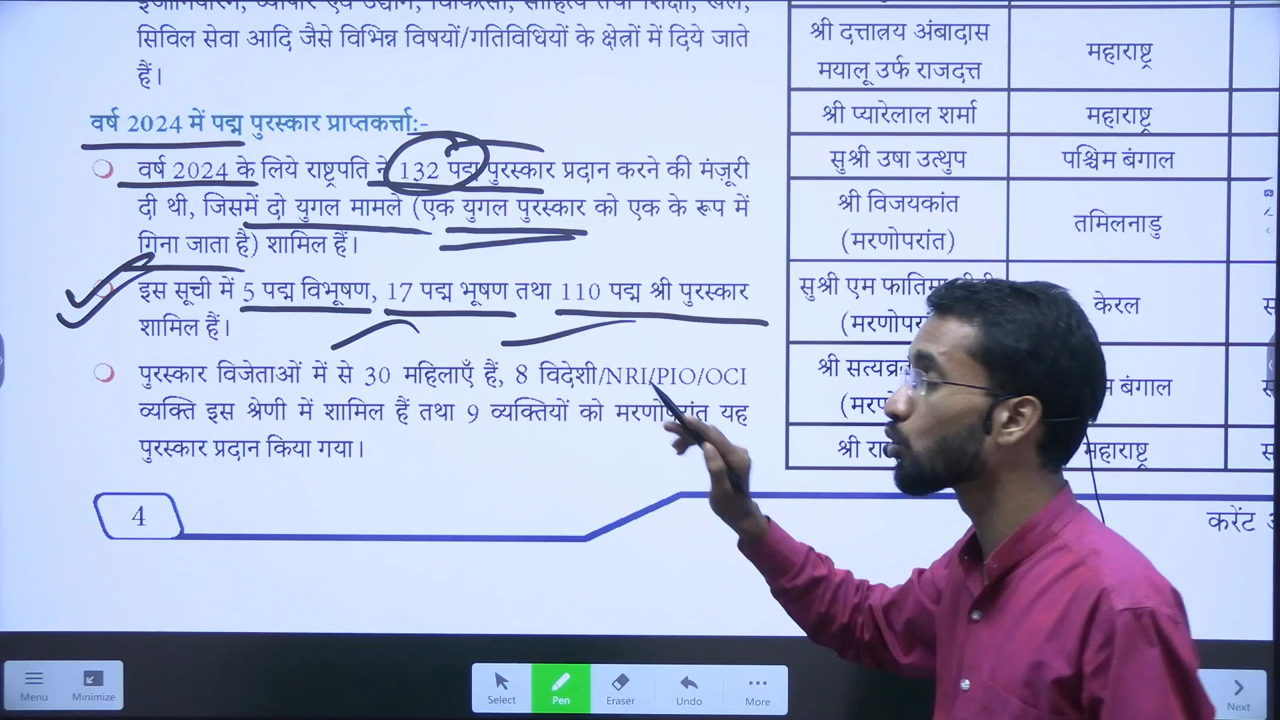 इंजीनियरिंग, व्यापार एवं उद्योग, चिकित्सा, साहित्य तथा शिक्षा, खेल,
सिविल सेवा आदि जैसे विभिन्न विषयों/गतिविधियों के क्षेत्रों में दिये जाते
हैं।
वर्ष 2024 में पद्म पुरस्कार प्राप्तकर्त्ता:-
वर्ष 2024 के लिये राष्ट्रपति ने 132 पद्म पुरस्कार प्रदान करने की मंज़ूरी
दी थी, जिसमें दो युगल मामले (एक युगल पुरस्कार को एक के रूप में
गिना जाता है) शामिल हैं।
इस सूची में 5 पद्म विभूषण, 17 पद्म भूषण तथा 110 पद्म श्री पुरस्कार
शामिल हैं।
पुरस्कार विजेताओं में से 30 महिलाएँ हैं, 8 विदेशी/NRI/PIO/OCI
व्यक्ति इस श्रेणी में शामिल हैं तथा 9 व्यक्तियों को मरणोपरांत यह
पुरस्कार प्रदान किया गया।
4
श्री दत्तात्रय अंबादास
मयालू उर्फ राजदत्त
महाराष्ट्र
श्री प्यारेलाल शर्मा
महाराष्ट्र
सुश्री उषा उत्थुप
पश्चिम बंगाल
श्री विजयकांत
(मरणोपरांत)
तमिलनाडु
सुश्री एम
केरल
श्री
बंगाल
श्री
महाराष्ट्र
करेंट
Menu
Minimize
Select
Pen
Eraser
Undo
More
Next